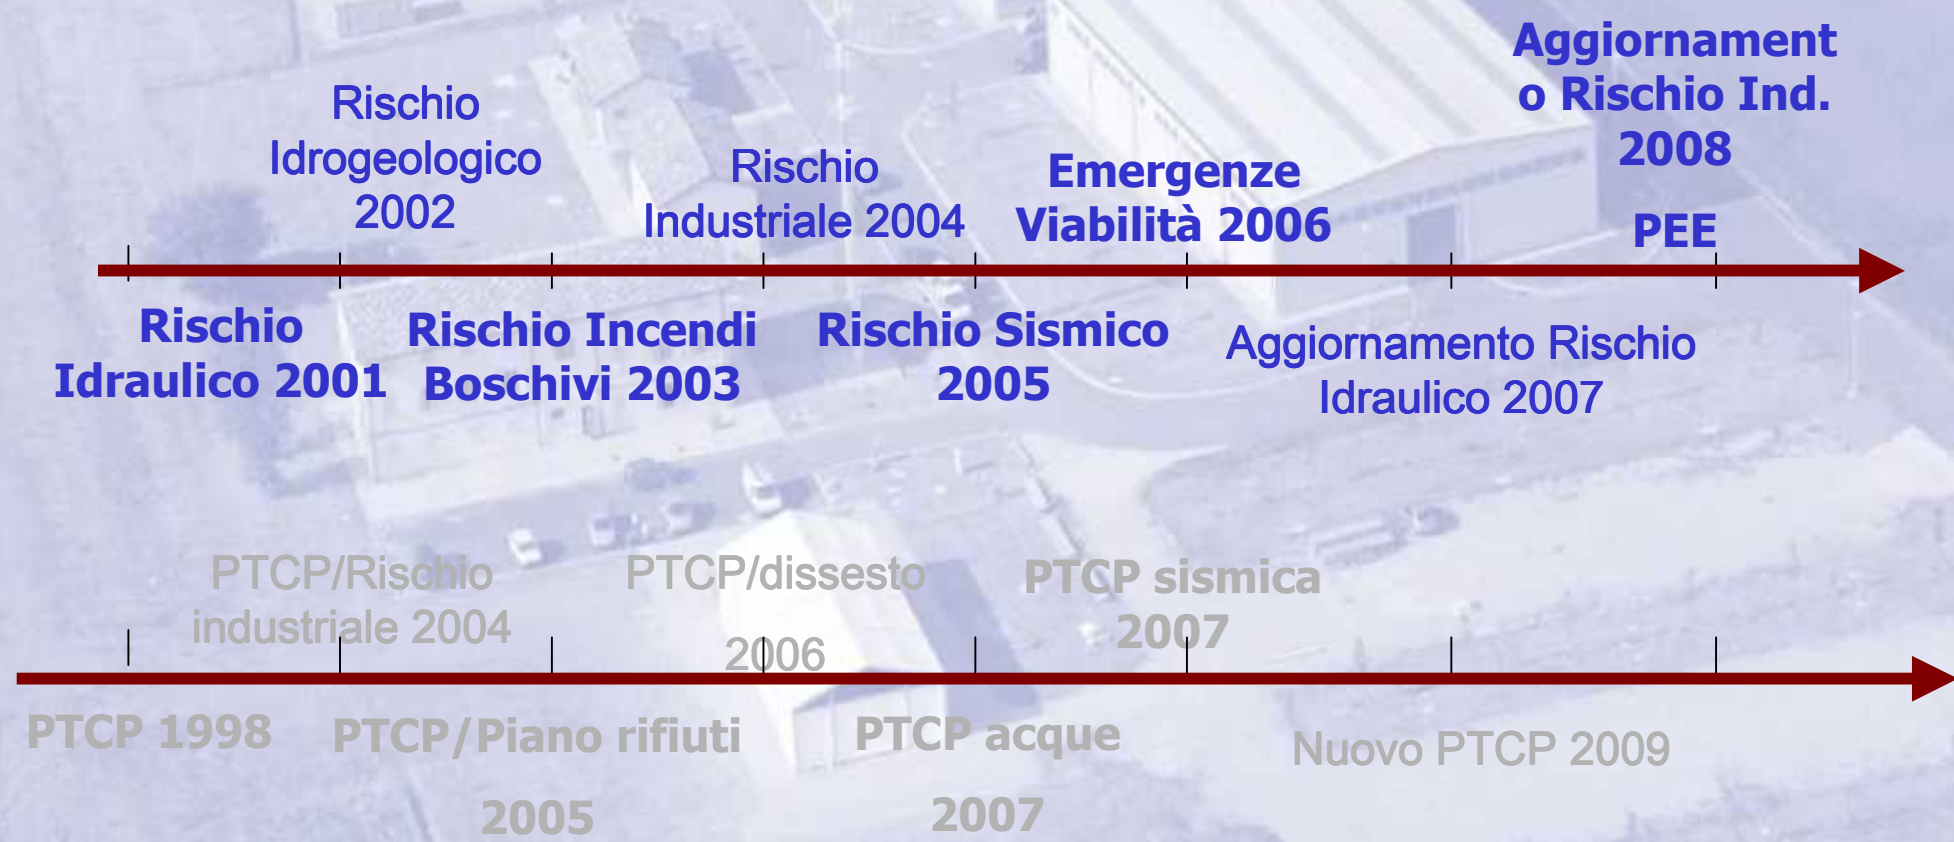 Rischio
Idrogeologico
2002
Rischio
Industriale 2004
Emergenze
Viabilità 2006
Aggiornament
o Rischio Ind.
2008
PEE
Rischio
Idraulico 2001
Rischio Incendi
Boschivi 2003
Rischio Sismico
2005
Aggiornamento Rischio
Idraulico 2007
PTCP/Rischio
industriale 2004
PTCP/dissesto
2006
PTCP sismica
2007
PTCP 1998
PTCP/Piano rifiuti
2005
PTCP acque
2007
Nuovo PTCP 2009